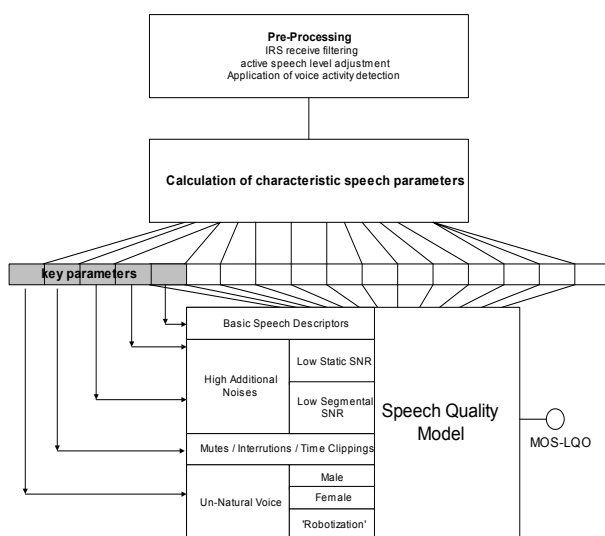 Pre-Processing
IRS receive filtering
active speech level adjustment
Application of voice activity detection
Calculation of characteristic speech parameters
key parameters
Basic Speech Descriptors
High Additional
Noises
Low Static SNR
Low Segmental
SNR
Mutes / Interrutions / Time Clippings
Un-Natural Voice
Male
Female
'Robotization'
Speech Quality
Model
MOS-LQO